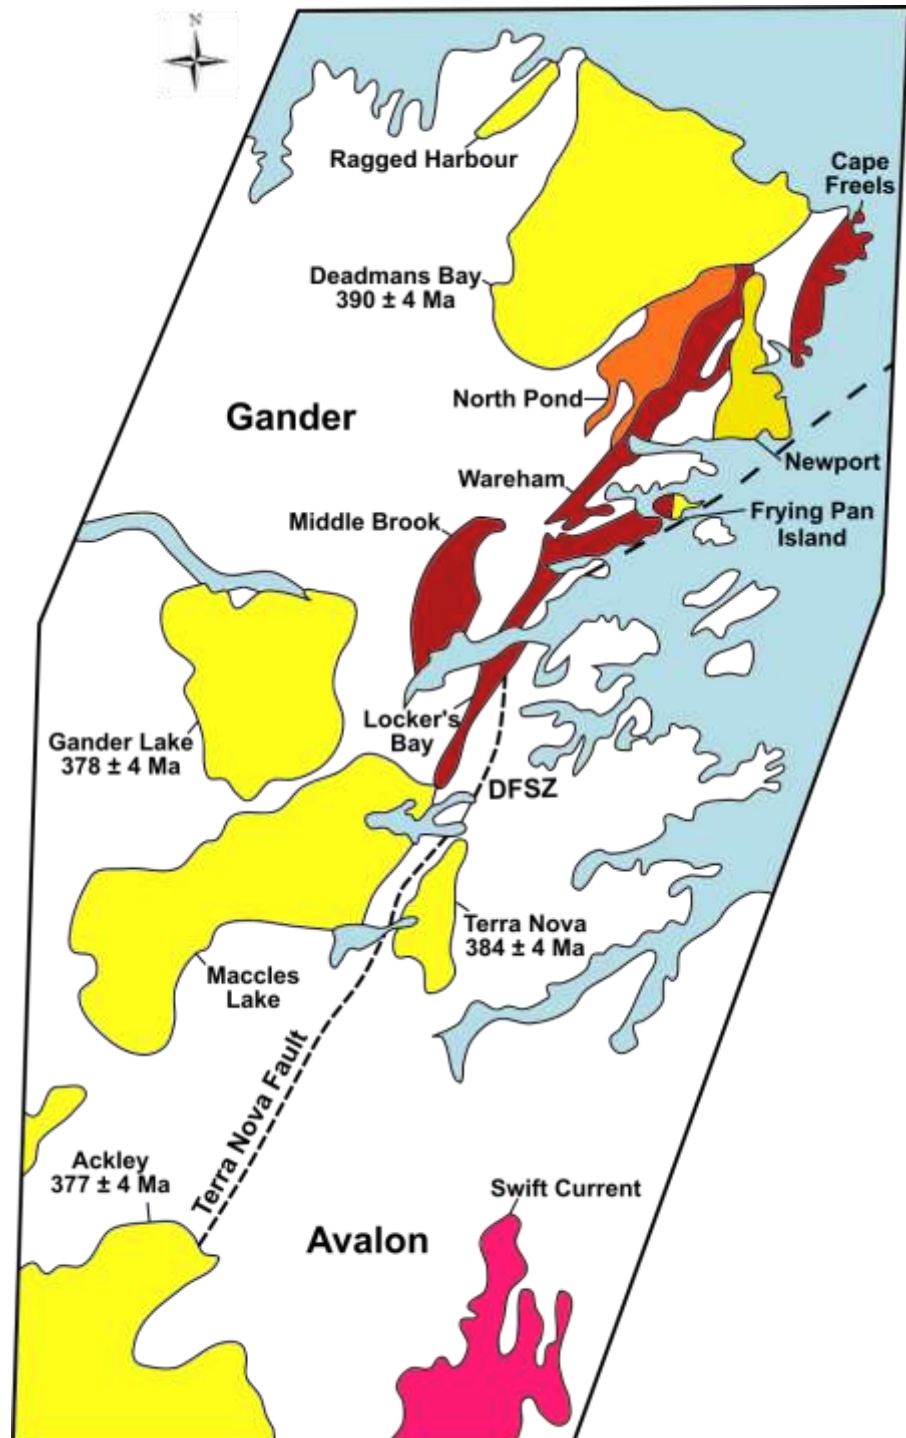 N
Ragged Harbour
Cape
Freels
Deadmans Bay
390 ± 4 Ma
North Pond
Gander
Newport
Wareham
Middle Brook
Frying Pan
Island
Locker's
Bay
Gander Lake
378 ± 4 Ma
DFSZ
Terra Nova
384 ± 4 Ma
Maccles
Lake
Terra Nova Fault
Ackley
377 ± 4 Ma
Swift Current
Avalon